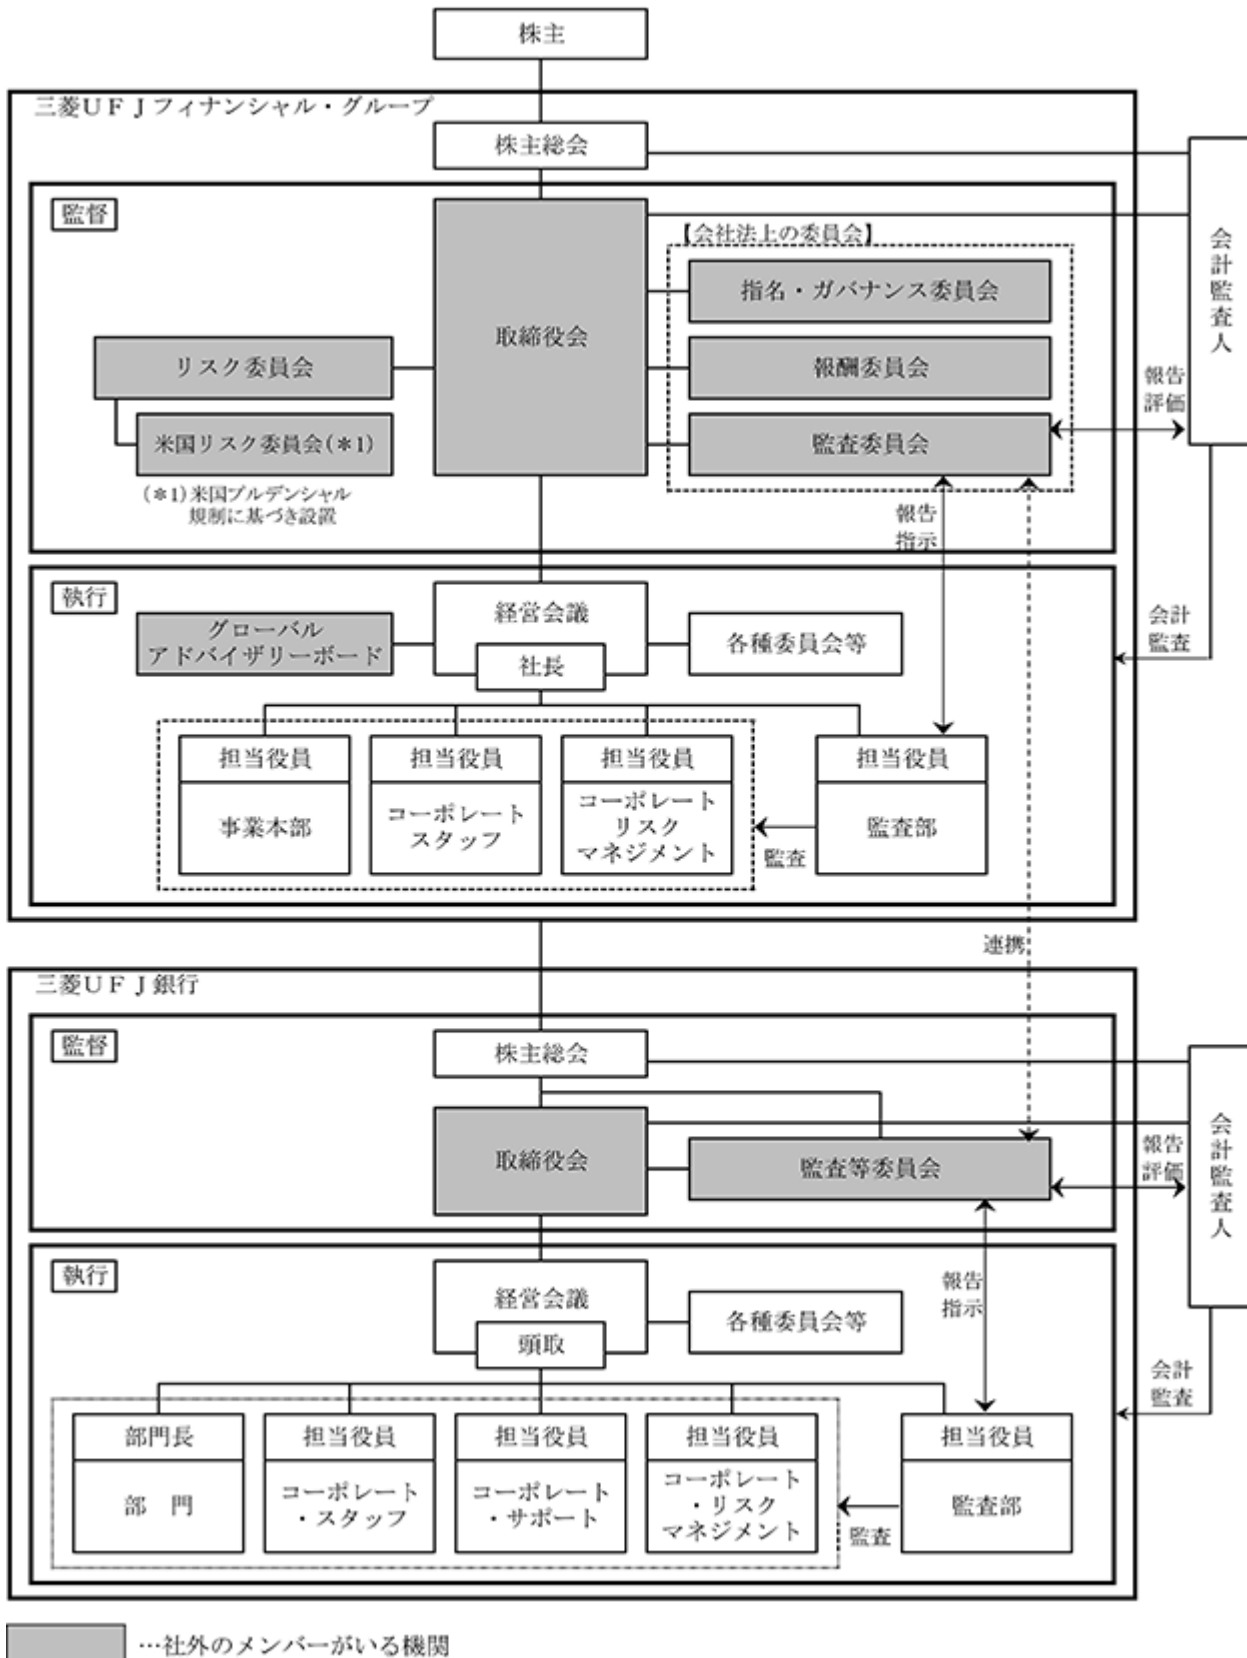 株主
三菱ＵＦＪフィナンシャル・グループ
株主総会
監督
取締役会
【会社法上の委員会】
指名・ガバナンス委員会
報酬委員会
監査委員会
リスク委員会
米国リスク委員会(＊1)
(＊1)米国プルデンシャル
規制に基づき設置
会計監査人
報告
評価
報告
指示
執行
経営会議
社長
グローバル
アドバイザリーボード
各種委員会等
会計
監査
担当役員
事業本部
担当役員
コーポレート
スタッフ
担当役員
コーポレート
リスク
マネジメント
担当役員
監査部
監査
連携
三菱ＵＦＪ銀行
監督
株主総会
取締役会
監査等委員会
会計監査人
報告
評価
報告
指示
執行
経営会議
頭取
各種委員会等
会計
監査
部門長
部　門
担当役員
コーポレート
・スタッフ
担当役員
コーポレート
・サポート
担当役員
コーポレート
・リスク
マネジメント
担当役員
監査部
監査
…社外のメンバーがいる機関